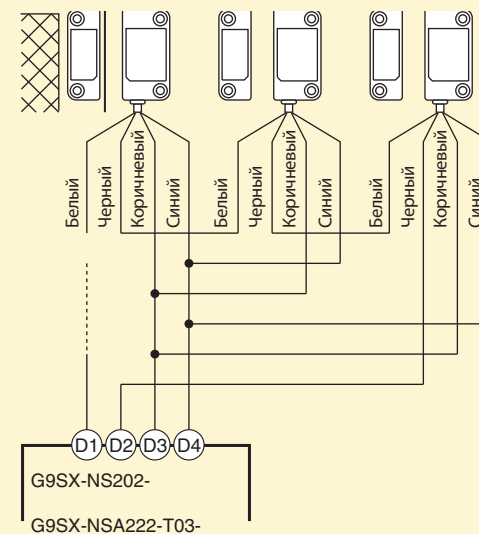 Белый
Черный
Коричневый
Синий
Белый
Черный
Коричневый
Синий
Белый
Черный
Коричневый
Синий
D1 D2 D3 D4
G9SX-NS202-
G9SX-NSA222-T03-